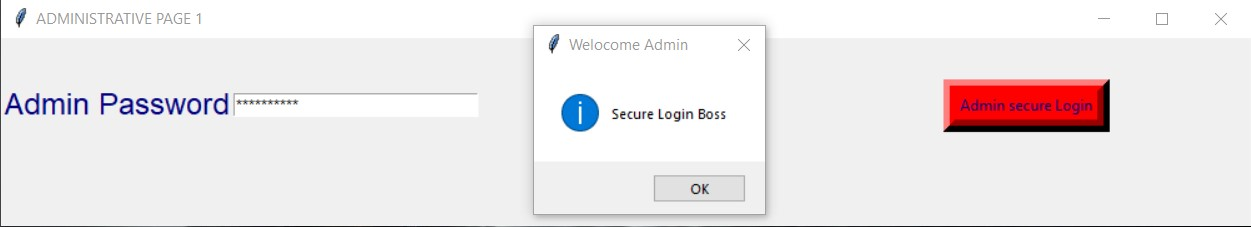 ADMINISTRATIVE PAGE 1
Welocome Admin
Admin Password **********
Secure Login Boss
Admin secure Login
OK